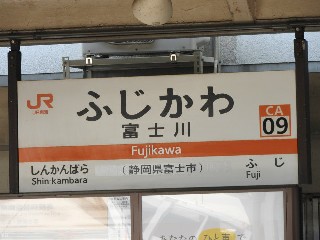 JR
ふじかわ
富士川
CA
09
Fujikawa
しんかんばら
Shin-kambara
(静岡県富士市)
ふじ
Fuji